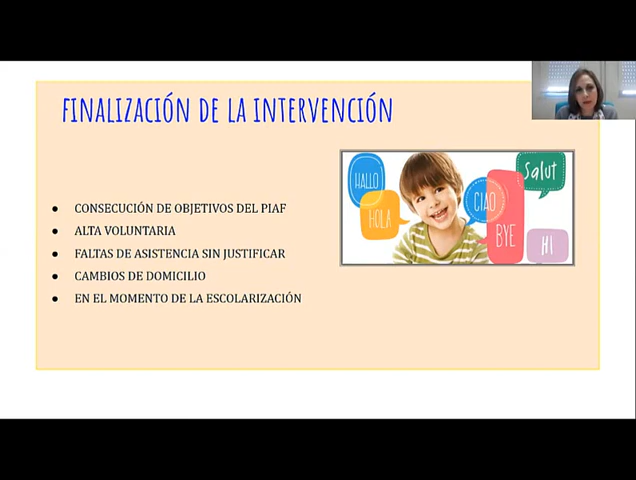 FINALIZACIÓN DE LA INTERVENCIÓN
HALLO
HOLA
CIAO
BYE
Salut
HI
● CONSECUCIÓN DE OBJETIVOS DEL PIAF
● ALTA VOLUNTARIA
● FALTAS DE ASISTENCIA SIN JUSTIFICAR
● CAMBIOS DE DOMICILIO
● EN EL MOMENTO DE LA ESCOLARIZACIÓN